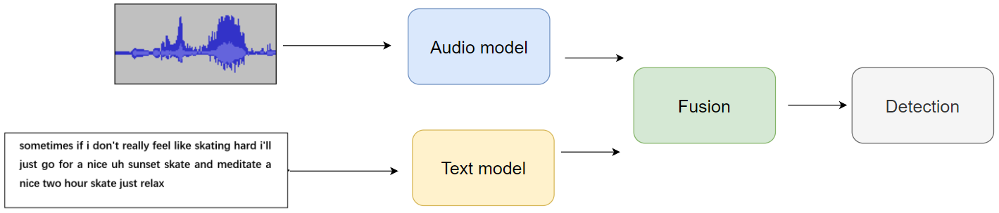 Audio model
Fusion
Detection
sometimes if i don't really feel like skating hard i'll
just go for a nice uh sunset skate and meditate a
nice two hour skate just relax
Text model